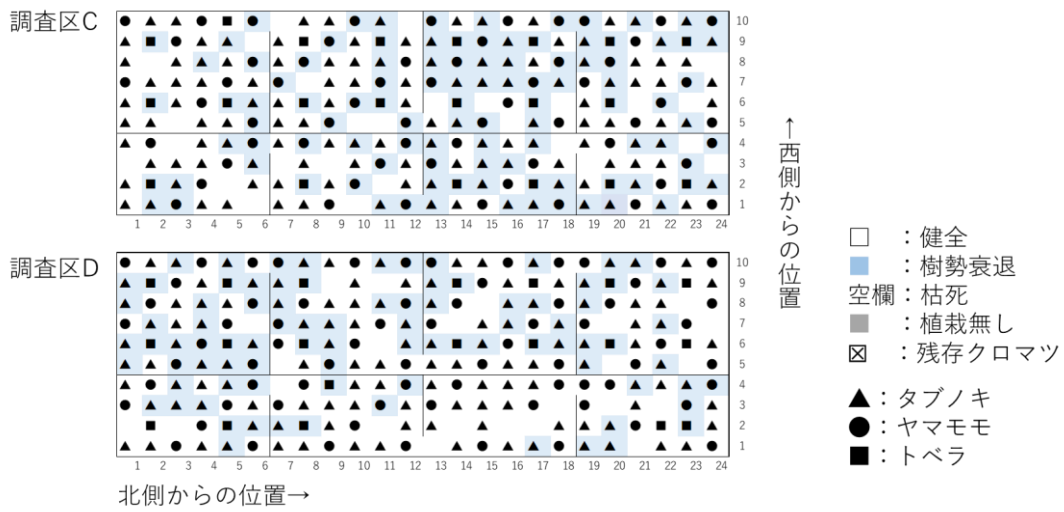 調査区C
10
9
8
7
6
5
4
3
2
1
1 2 3 4 5 6 7 8 9 10 11 12 13 14 15 16 17 18 19 20 21 22 23 24
↑西側からの位置
調査区D
10
9
8
7
6
5
4
3
2
1
1 2 3 4 5 6 7 8 9 10 11 12 13 14 15 16 17 18 19 20 21 22 23 24
北側からの位置→
□ ：健全
■ ：樹勢衰退
空欄：枯死
■ ：植栽無し
☒ ：残存クロマツ
▲：タブノキ
●：ヤマモモ
■：トベラ